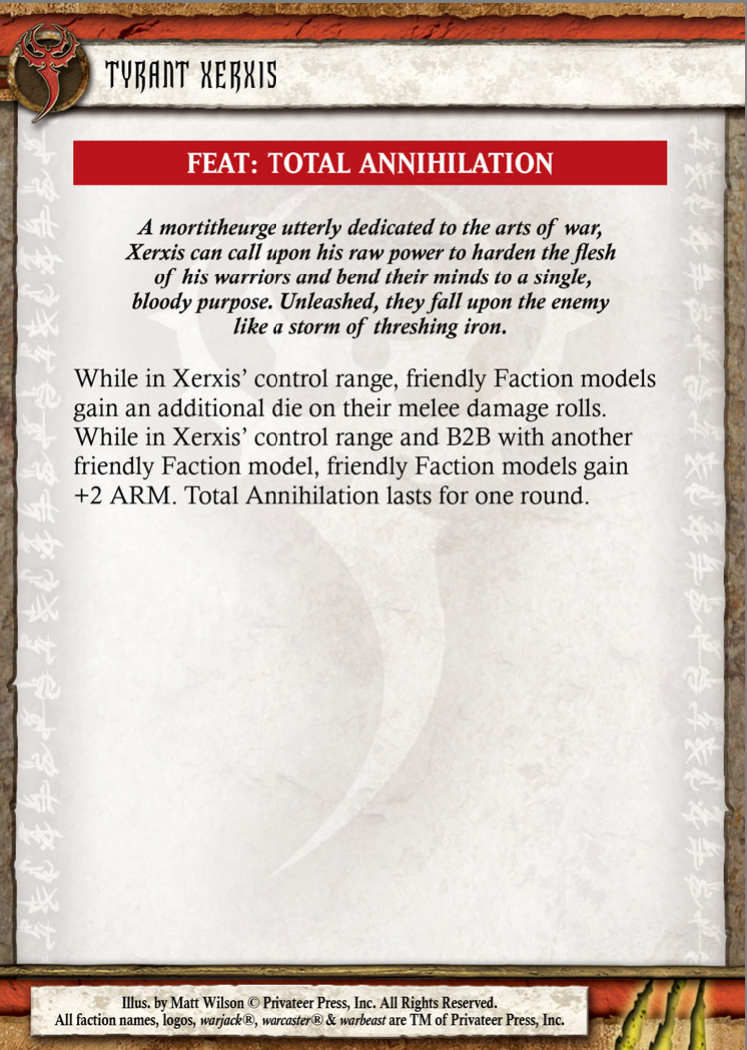 TYRANT XERXIS
FEAT: TOTAL ANNIHILATION
A mortitheurge utterly dedicated to the arts of war,
Xerxis can call upon his raw power to harden the flesh
of his warriors and bend their minds to a single,
bloody purpose. Unleashed, they fall upon the enemy
like a storm of threshing iron.
While in Xerxis’ control range, friendly Faction models
gain an additional die on their melee damage rolls.
While in Xerxis’ control range and B2B with another
friendly Faction model, friendly Faction models gain
+2 ARM. Total Annihilation lasts for one round.
Illus. by Matt Wilson © Privateer Press, Inc. All Rights Reserved.
All faction names, logos, warjack®, warcaster® & warbeast are TM of Privateer Press, Inc.